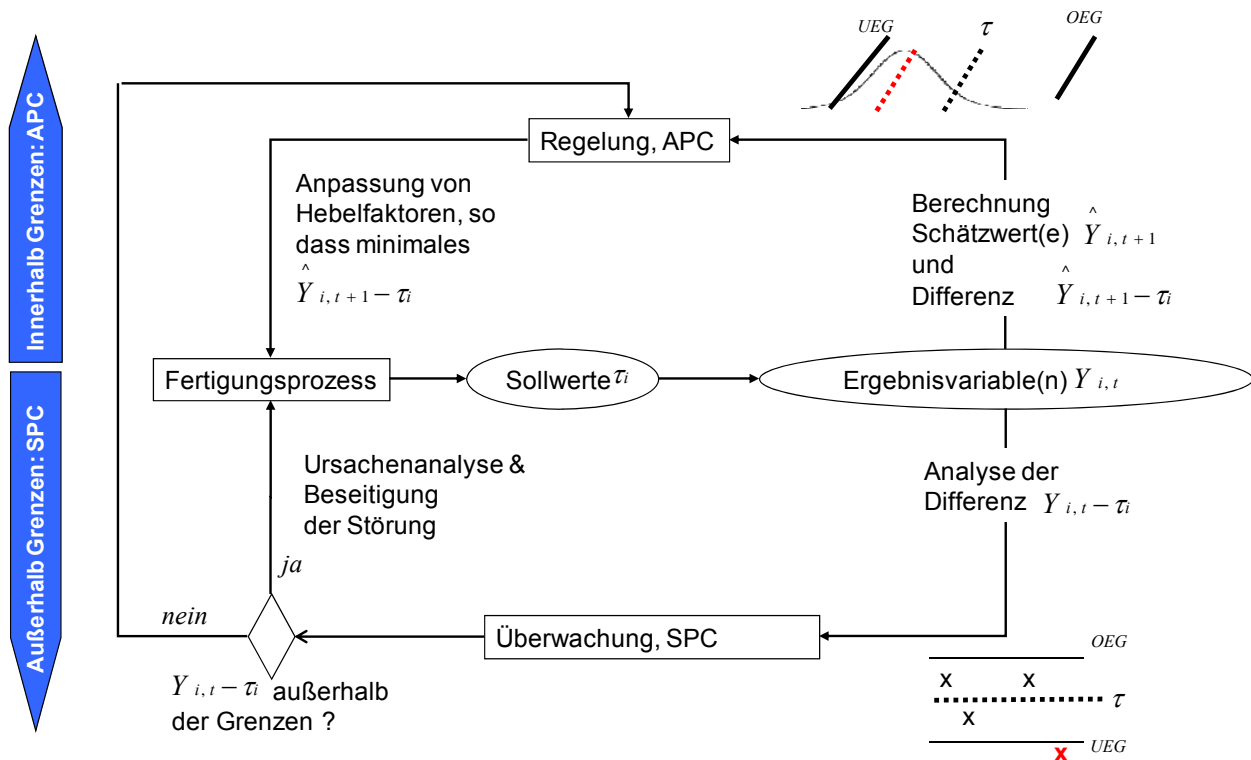 UEG
τ
OEG
Innerhalb Grenzen: APC
Regelung, APC
Anpassung von
Hebelfaktoren, so
dass minimales
Ŷ i, t + 1 − τi
Berechnung
Schätzwert(e) Ŷ i, t + 1
und
Differenz Ŷ i, t + 1 − τi
Fertigungsprozess
Sollwerte τi
Ergebnisvariable(n) Y i, t
Außerhalb Grenzen: SPC
Ursachenanalyse &
Beseitigung
der Störung
Analyse der
Differenz Y i, t − τi
ja
nein
Überwachung, SPC
Y i, t − τi außerhalb
der Grenzen ?
OEG
x x
τ
x
x UEG